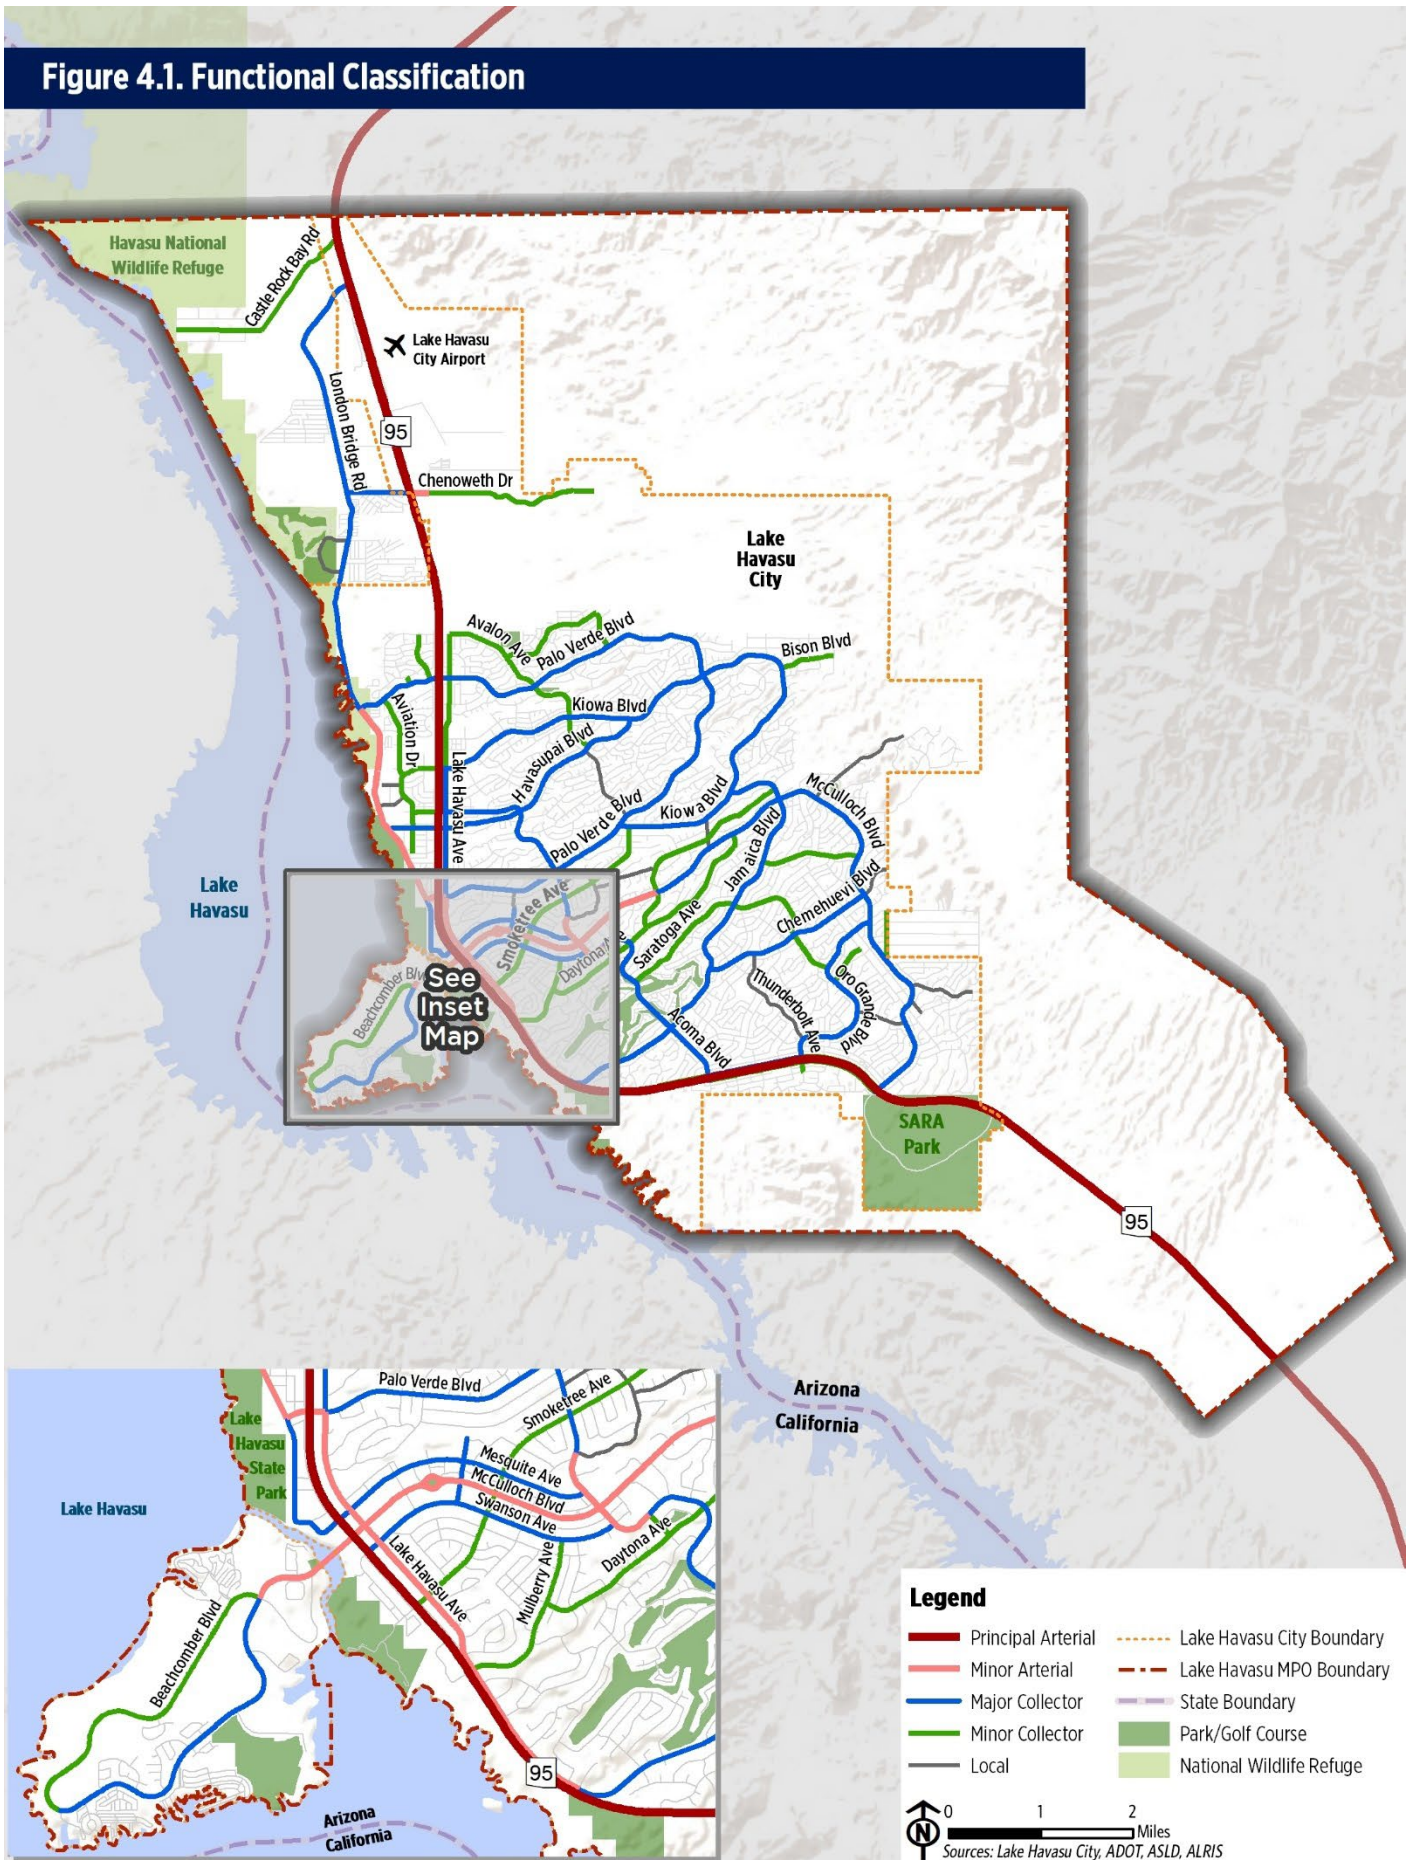 Figure 4.1. Functional Classification
Havasu National
Wildlife Refuge
Castle Rock Bay Rd
Lake Havasu
City Airport
London Bridge Rd
95
Chenoweth Dr
Lake
Havasu
City
Avalon Ave
Palo Verde Blvd
Bison Blvd
Aviation Dr
Kiowa Blvd
Havasupai Blvd
Lake Havasu Ave
McCulloch Blvd
Kiowa Blvd
Palo Verde Blvd
Jamaica Blvd
Lake
Havasu
Smoketree Ave
Chemehuevi Blvd
Saratoga Ave
Daytona Ave
Beachcomber Blvd
See
Inset
Map
Oro Grande Blvd
Thunderbolt Ave
Acoma Blvd
SARA
Park
95
Arizona
California
Palo Verde Blvd
Smoketree Ave
Lake
Havasu
State
Park
Mesquite Ave
McCulloch Blvd
Swanson Ave
Lake Havasu
Daytona Ave
Lake Havasu Ave
Mulberry Ave
Beachcomber Blvd
95
Arizona
California
Legend
Principal Arterial
Minor Arterial
Major Collector
Minor Collector
Local
Lake Havasu City Boundary
Lake Havasu MPO Boundary
State Boundary
Park/Golf Course
National Wildlife Refuge
N
0 1 2
Miles
Sources: Lake Havasu City, ADOT, ASLD, ALRIS